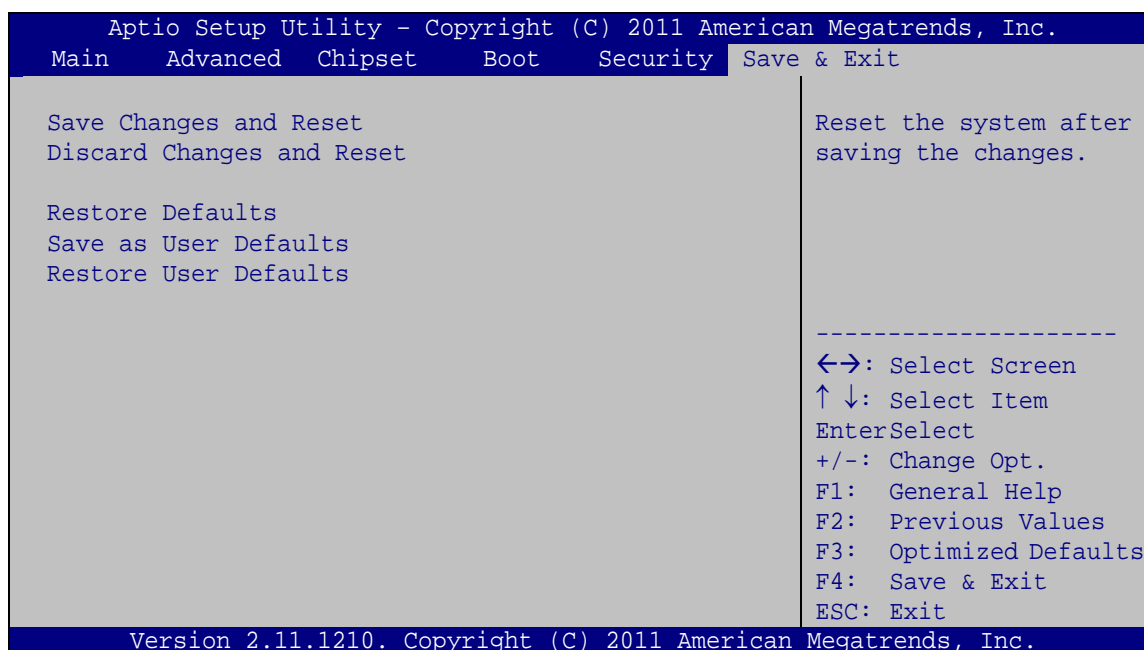 Aptio Setup Utility – Copyright (C) 2011 American Megatrends, Inc.
Main Advanced Chipset Boot Security Save & Exit
Save Changes and Reset
Discard Changes and Reset
Restore Defaults
Save as User Defaults
Restore User Defaults
Reset the system after
saving the changes.
---------------------
←→: Select Screen
↑ ↓: Select Item
EnterSelect
+/-: Change Opt.
F1: General Help
F2: Previous Values
F3: Optimized Defaults
F4: Save & Exit
ESC: Exit
Version 2.11.1210. Copyright (C) 2011 American Megatrends, Inc.